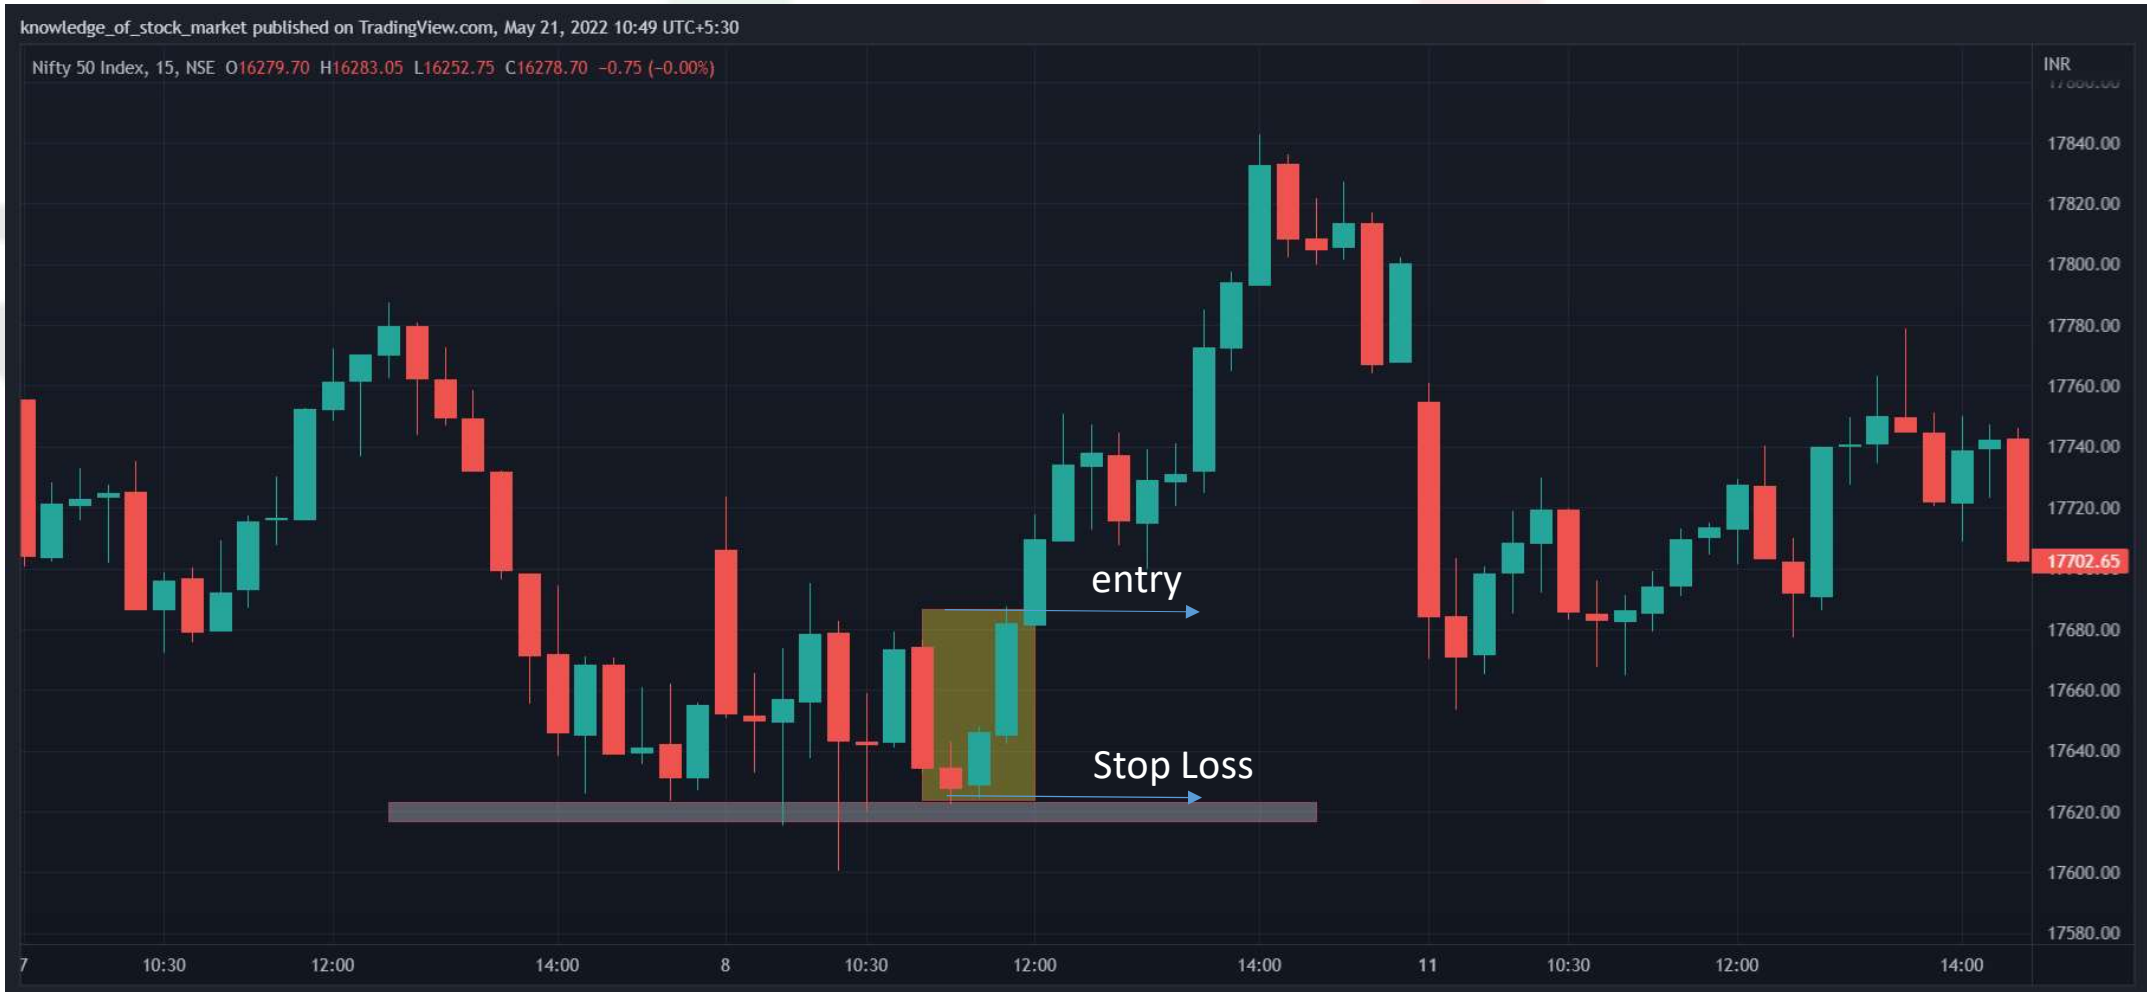 knowledge_of_stock_market published on TradingView.com, May 21, 2022 10:49 UTC+5:30
Nifty 50 Index, 15, NSE O16279.70 H16283.05 L16252.75 C16278.70 −0.75 (−0.00%)
INR
17860.00
17840.00
17820.00
17800.00
17780.00
17760.00
17740.00
17720.00
17702.65
entry
17680.00
17660.00
17640.00
Stop Loss
17620.00
17600.00
17580.00
7 10:30 12:00 14:00 8 10:30 12:00 14:00 11 10:30 12:00 14:00